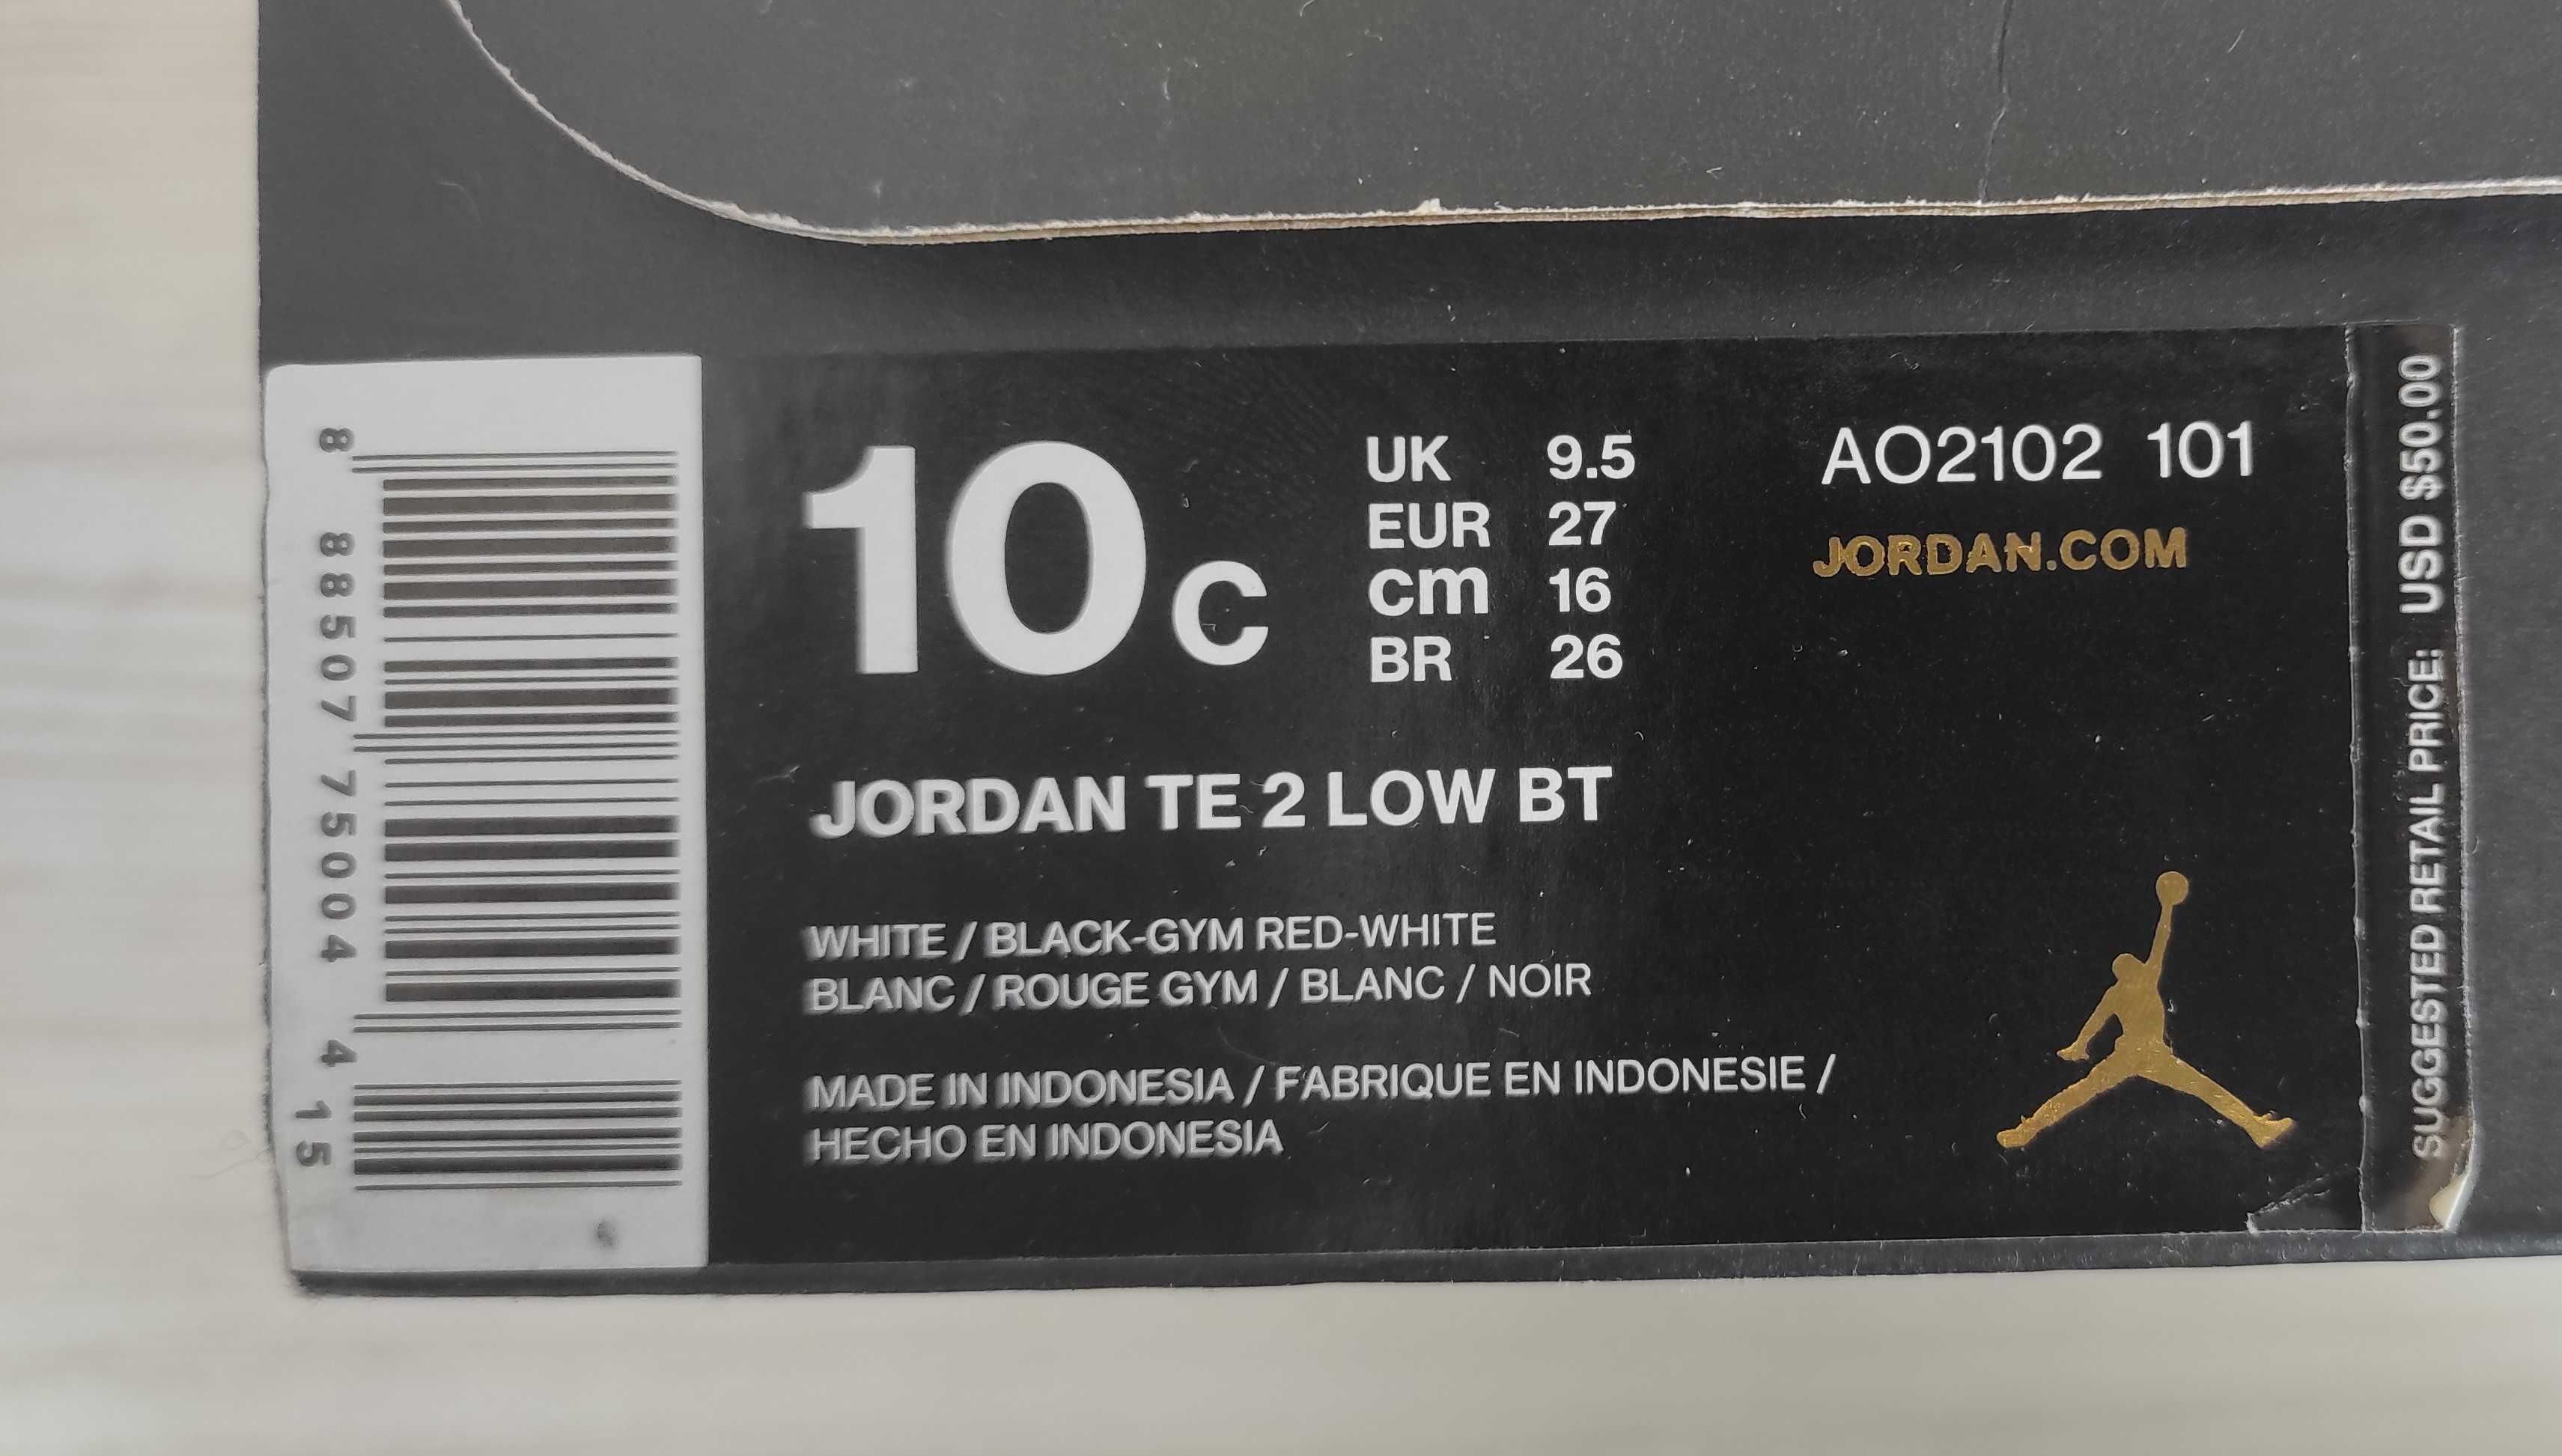 8 88507 75004 4 15
10 C
UK 9.5
EUR 27
cm 16
BR 26
AO2102 101
JORDAN.COM
JORDAN TE 2 LOW BT
WHITE / BLACK-GYM RED-WHITE
BLANC / ROUGE GYM / BLANC / NOIR
MADE IN INDONESIA / FABRIQUE EN INDONESIE /
HECHO EN INDONESIA
SUGGESTED RETAIL PRICE: USD $50.00